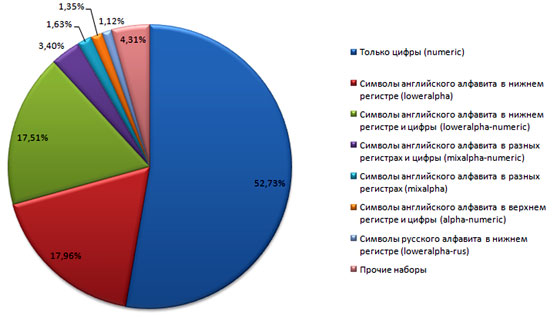 1,35%
1,12%
1,63%
4,31%
3,40%
17,51%
52,73%
17,96%
Только цифры (numeric)
Символы английского алфавита в нижнем
регистре (loweralpha)
Символы английского алфавита в нижнем
регистре и цифры (loweralpha-numeric)
Символы английского алфавита в разных
регистрах и цифры (mixalpha-numeric)
Символы английского алфавита в разных
регистрах (mixalpha)
Символы английского алфавита в верхнем
регистре и цифры (alpha-numeric)
Символы русского алфавита в нижнем
регистре (loweralpha-rus)
Прочие наборы